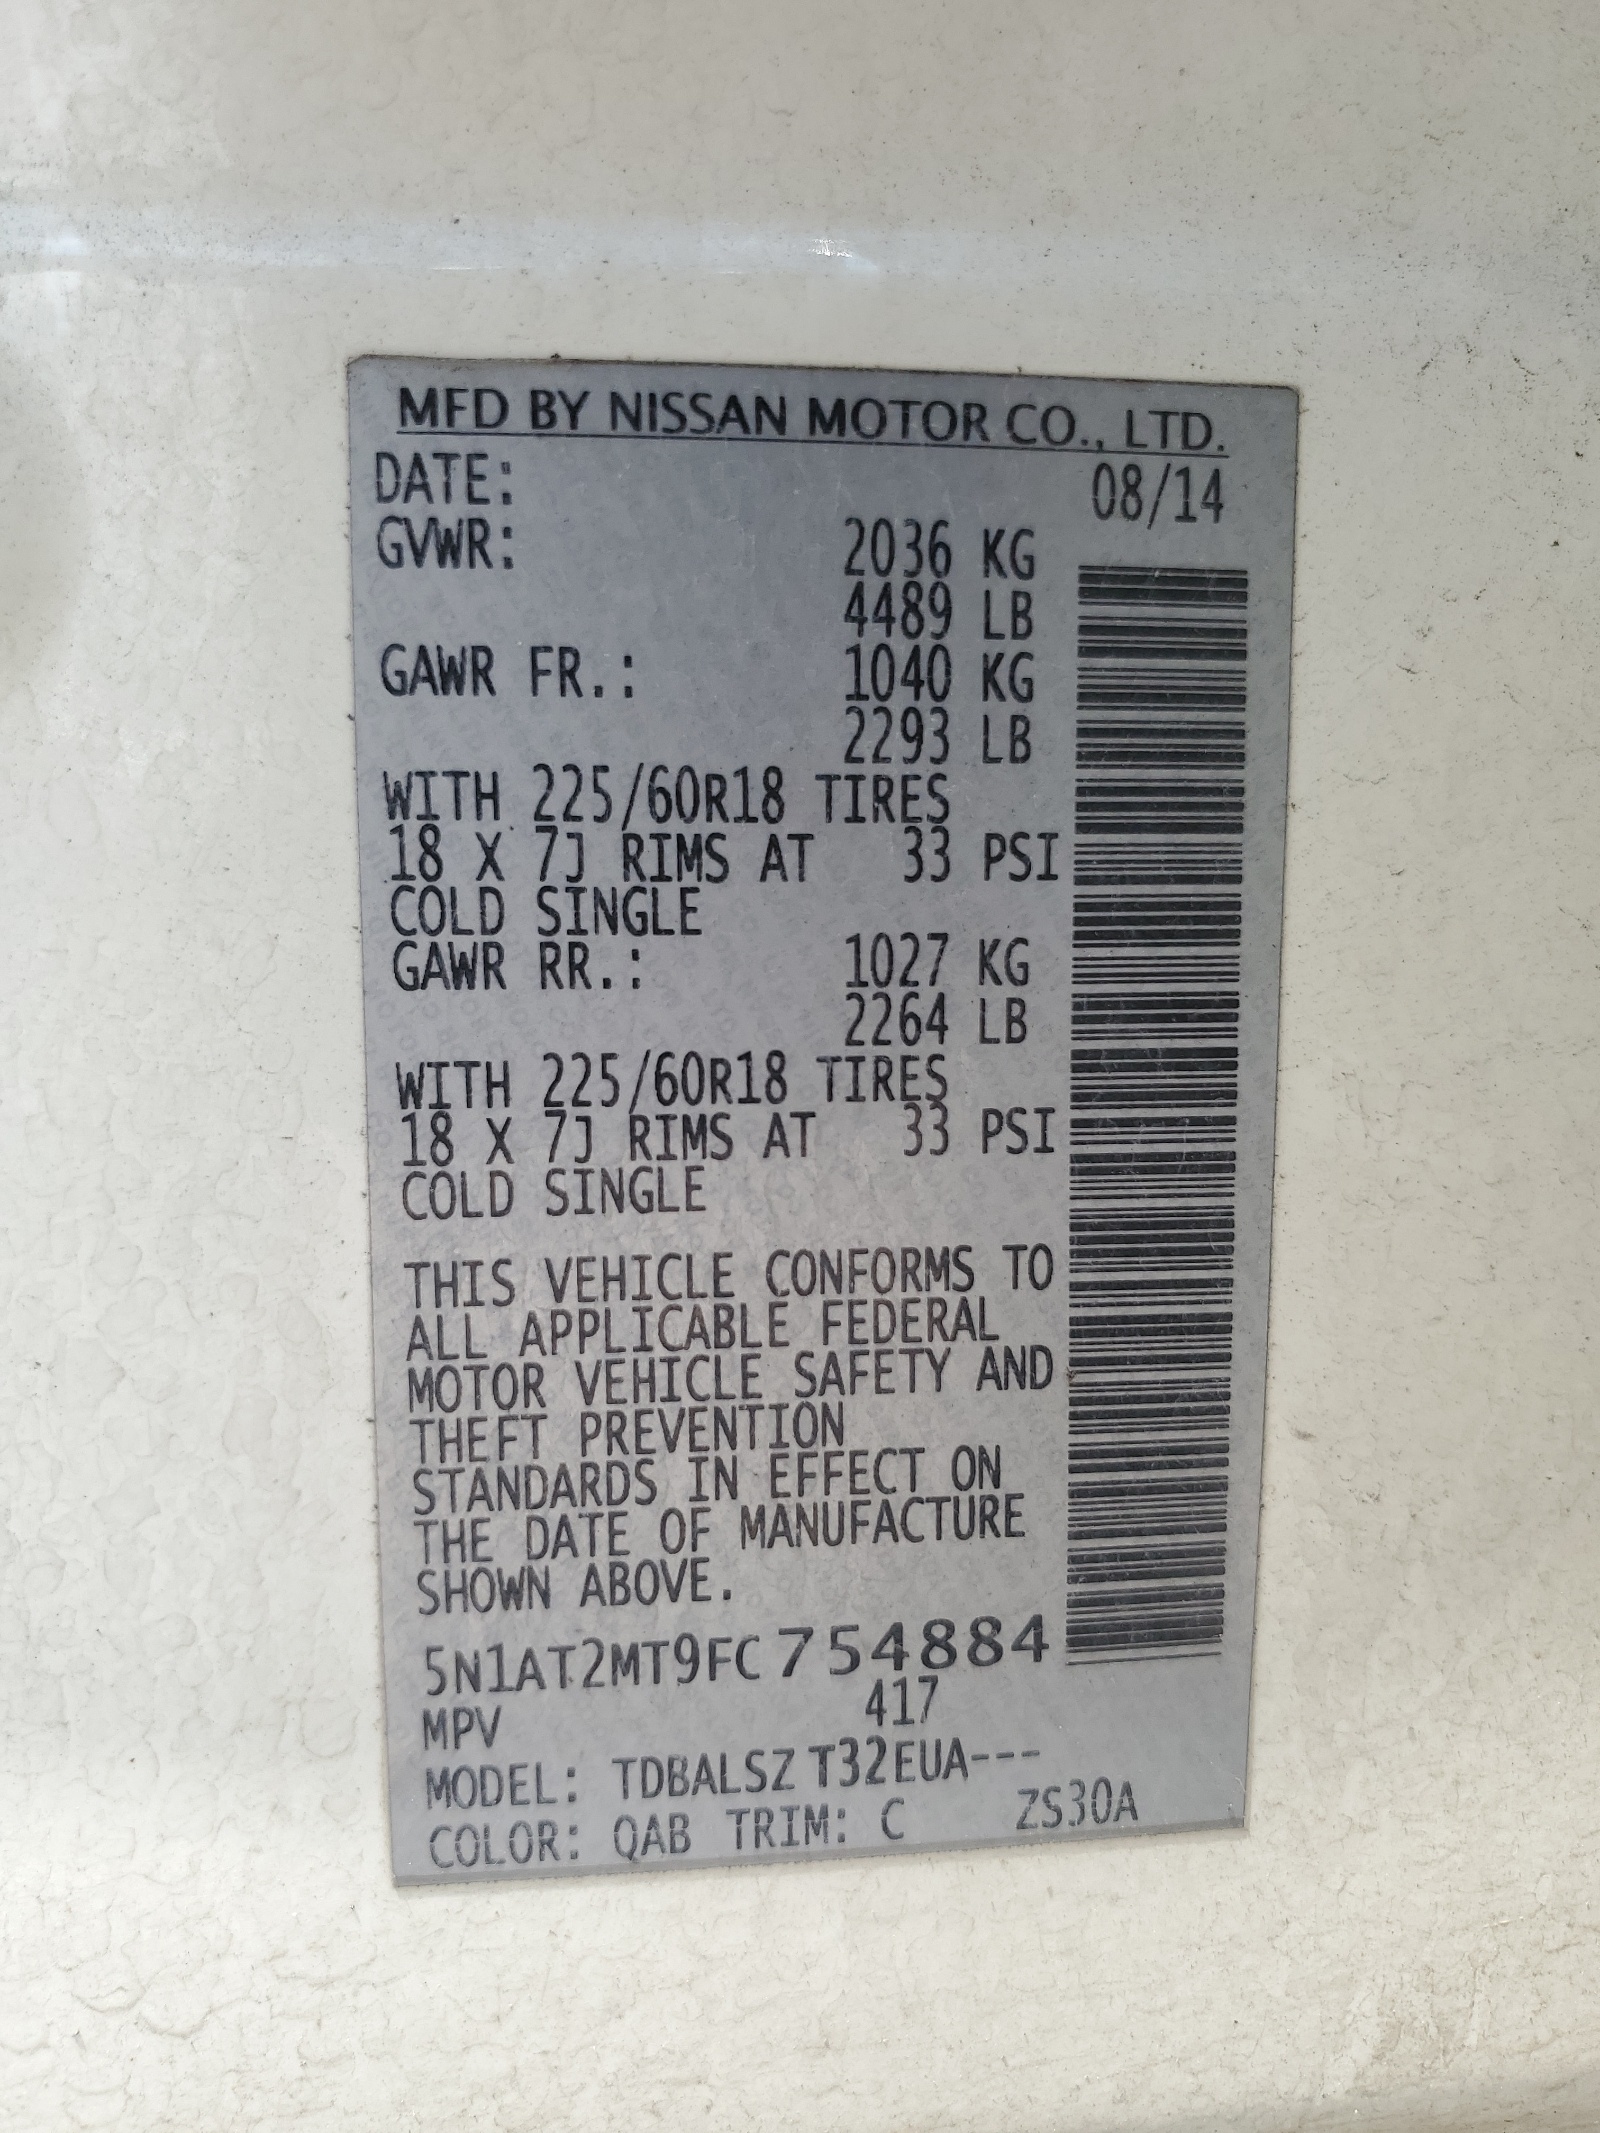 MFD BY NISSAN MOTOR CO., LTD.
DATE: 08/14
GVWR: 2036 KG
4489 LB
GAWR FR.: 1040 KG
2293 LB
WITH 225/60R18 TIRES
18 X 7J RIMS AT 33 PSI
COLD SINGLE
GAWR RR.: 1027 KG
2264 LB
WITH 225/60R18 TIRES
18 X 7J RIMS AT 33 PSI
COLD SINGLE
THIS VEHICLE CONFORMS TO
ALL APPLICABLE FEDERAL
MOTOR VEHICLE SAFETY AND
THEFT PREVENTION
STANDARDS IN EFFECT ON
THE DATE OF MANUFACTURE
SHOWN ABOVE.
5N1AT2MT9FC754884
MPV 417
MODEL: TDBALSZ T32EUA---
COLOR: QAB TRIM: C ZS30A